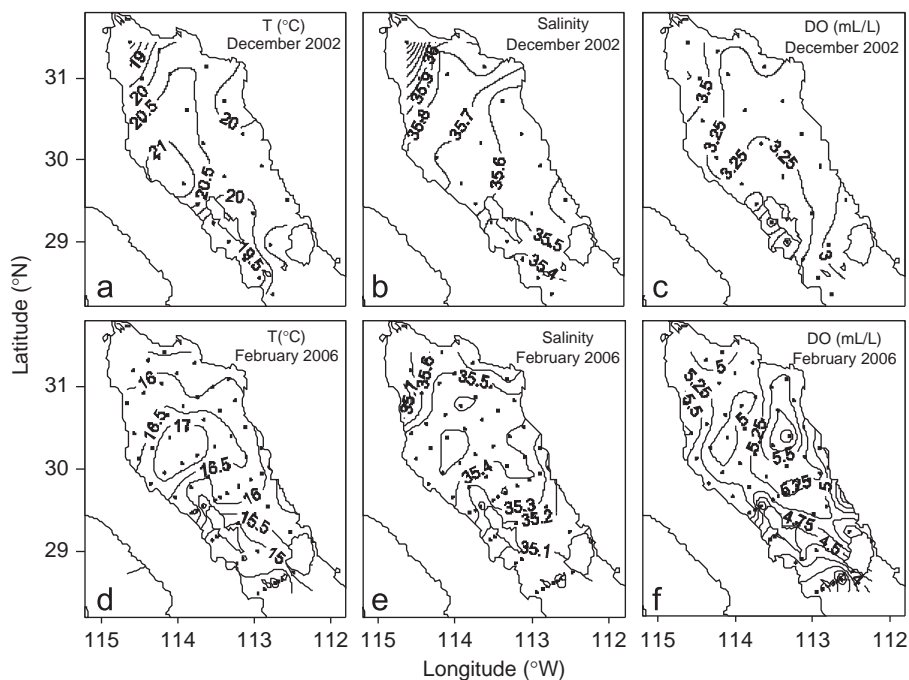 T (°C)
December 2002
19
20
20.5
21
20
20.5
20
19.5
a
Salinity
December 2002
36
35.9
35.8
35.7
35.6
35.5
35.4
b
DO (mL/L)
December 2002
3.5
3.25
3.25
3.25
3
c
31
30
29
Latitude (°N)
T(°C)
February 2006
16
16.5
17
16.5
16
15.5
15
d
Salinity
February 2006
35.6
35.1
35.5
35.4
35.3
35.2
35.1
e
DO (mL/L)
February 2006
5
5.25
5.5
5
5.25
5.5
5
4.75
4.5
f
31
30
29
115 114 113 112
115 114 113 112
115 114 113 112
Longitude (°W)